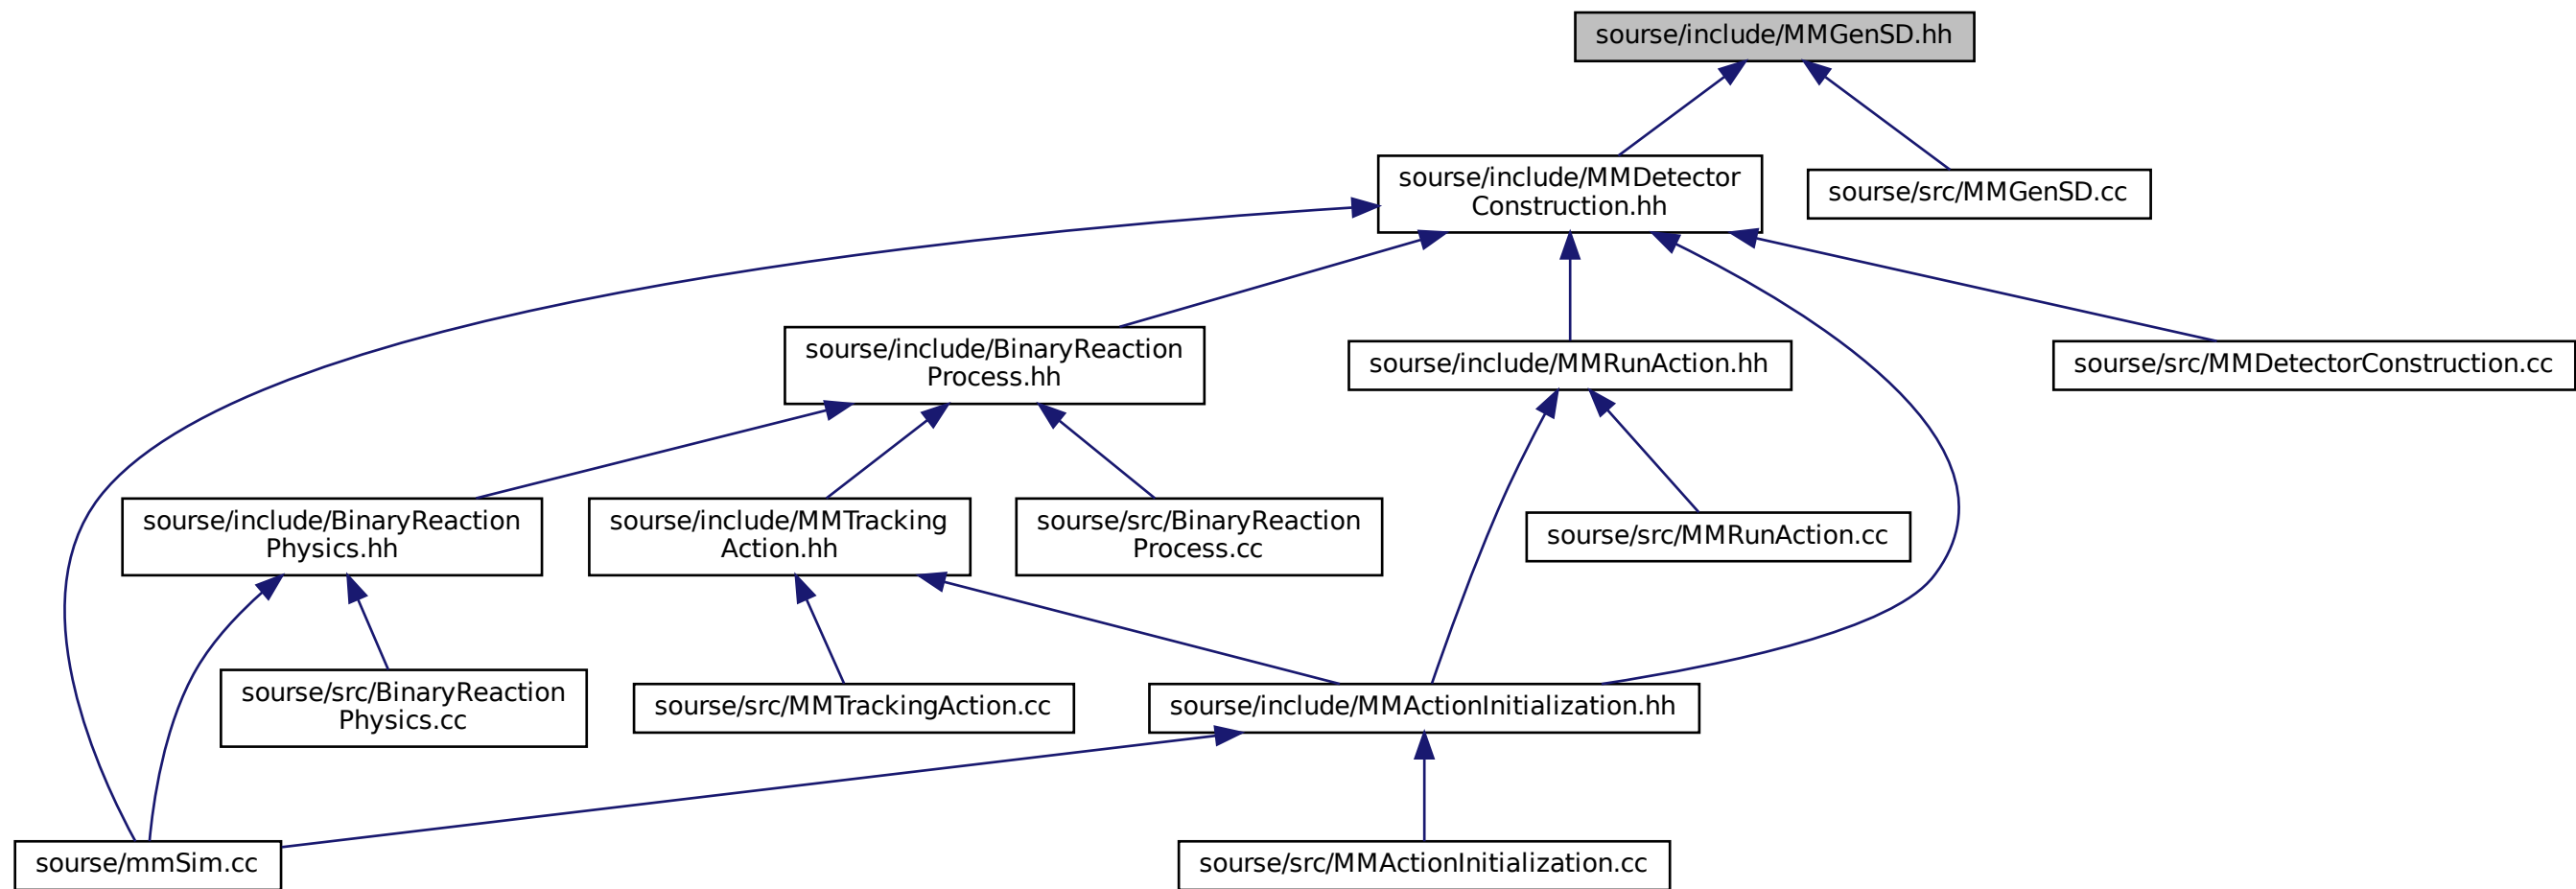 sourse/include/MMGenSD.hh
sourse/include/MMDetector
Construction.hh
sourse/src/MMGenSD.cc
sourse/include/BinaryReaction
Process.hh
sourse/include/MMRunAction.hh
sourse/src/MMDetectorConstruction.cc
sourse/include/BinaryReaction
Physics.hh
sourse/include/MMTracking
Action.hh
sourse/src/BinaryReaction
Process.cc
sourse/src/MMRunAction.cc
sourse/src/BinaryReaction
Physics.cc
sourse/src/MMTrackingAction.cc
sourse/include/MMActionInitialization.hh
sourse/mmSim.cc
sourse/src/MMActionInitialization.cc